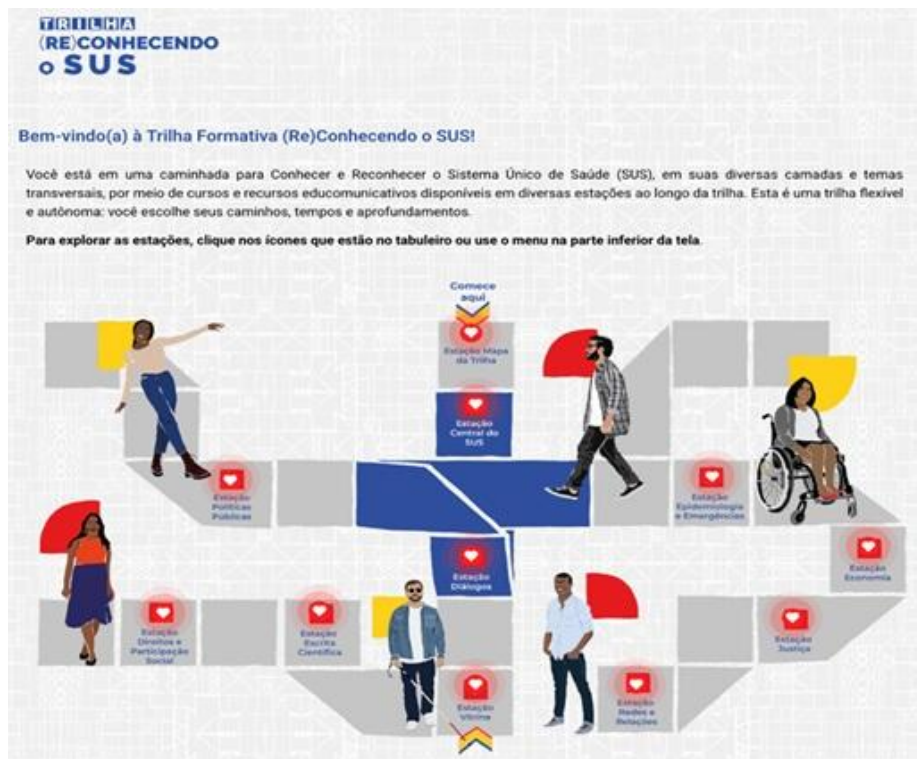 TRILHA
(RE)CONHECENDO
O SUS
Bem-vindo(a) à Trilha Formativa (Re)Conhecendo o SUS!
Você está em uma caminhada para Conhecer e Reconhecer o Sistema Único de Saúde (SUS), em suas diversas camadas e temas
transversais, por meio de cursos e recursos educomunicativos disponíveis em diversas estações ao longo da trilha. Esta é uma trilha flexível
e autônoma: você escolhe seus caminhos, tempos e aprofundamentos.
Para explorar as estações, clique nos ícones que estão no tabuleiro ou use o menu na parte inferior da tela.
Comece
aqui
Estação Mapa
da Trilha
Estação
Central do
SUS
Estação
Políticas
Públicas
Estação
Epidemiologia
e Emergências
Estação
Diálogos
Estação
Economia
Estação
Direitos e
Participação
Social
Estação
Escrita
Científica
Estação
Justiça
Estação
Vitrine
Estação
Redes e
Relações